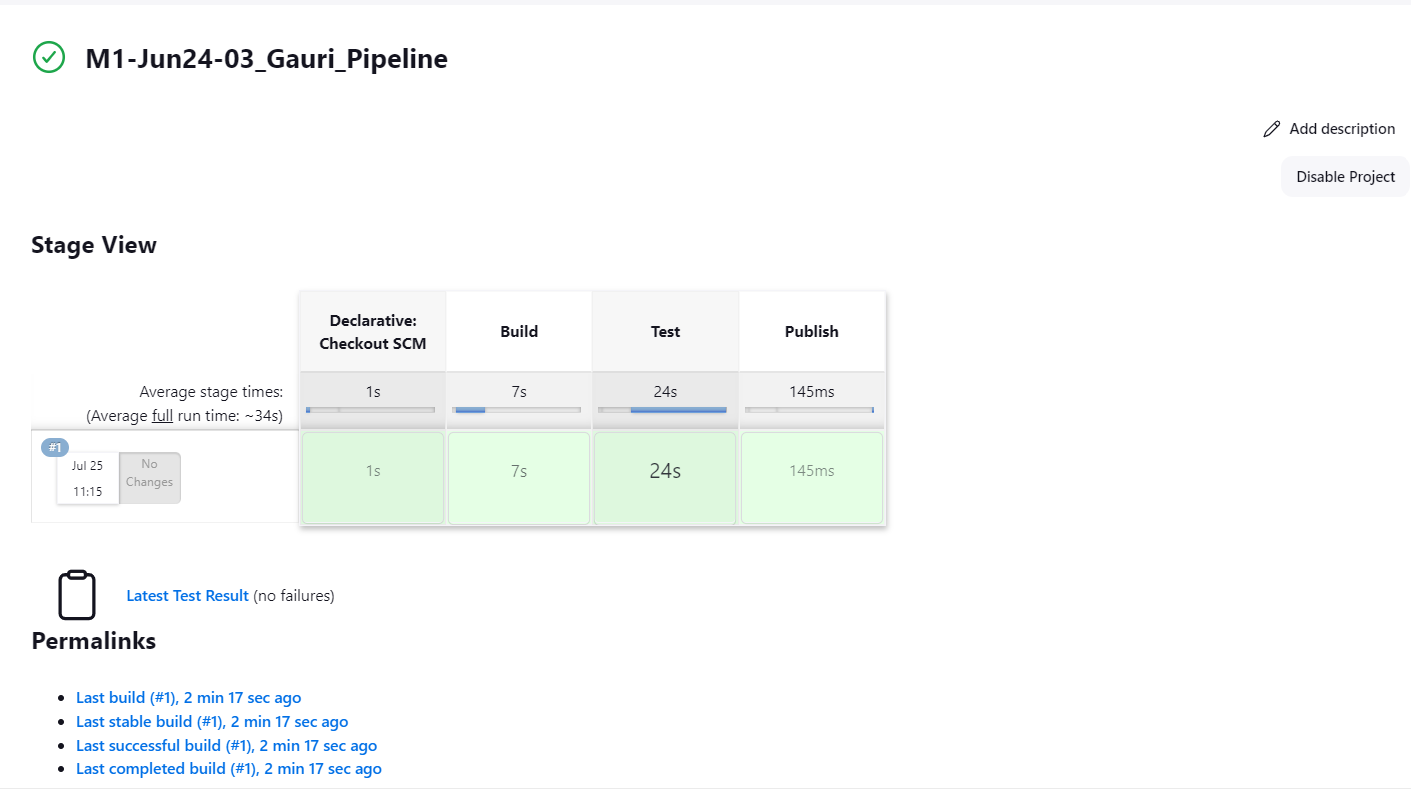 M1-Jun24-03_Gauri_Pipeline
Add description
Disable Project
Stage View
Declarative:
Checkout SCM
Build
Test
Publish
Average stage times:
(Average full run time: ~34s)
1s
7s
24s
145ms
#1
Jul 25
11:15
No
Changes
1s
7s
24s
145ms
Latest Test Result (no failures)
Permalinks
Last build (#1), 2 min 17 sec ago
Last stable build (#1), 2 min 17 sec ago
Last successful build (#1), 2 min 17 sec ago
Last completed build (#1), 2 min 17 sec ago